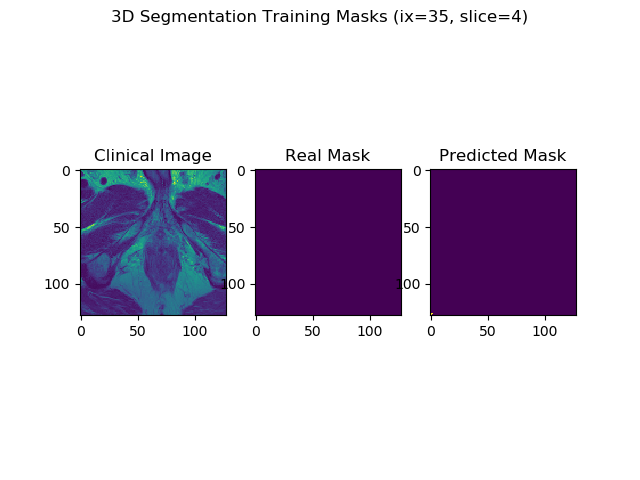 3D Segmentation Training Masks (ix=35, slice=4)
Clinical Image Real Mask Predicted Mask
0 0 0
50 50 50
100 100 100
0 50 100 0 50 100 0 50 100